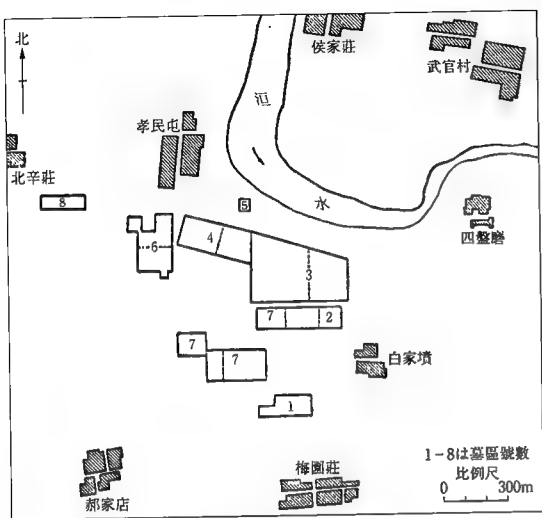 北
侯家莊
武官村
洹
水
孝民屯
北辛莊
8
5
四盤磨
6
4
3
7
2
7
7
白家墳
1
1-8は墓區號數
比例尺
0 300m
郝家店
梅園莊